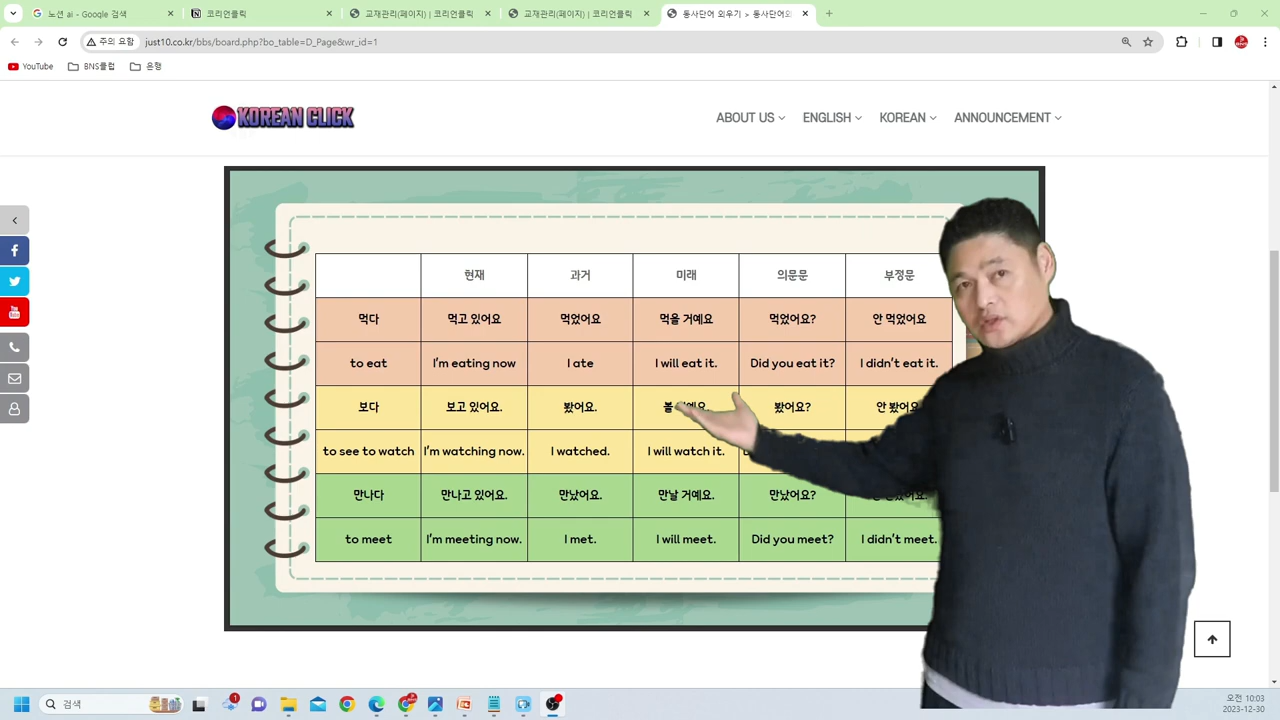 노션 ai - Google 검색
코리언클릭
교재관리(페이지) | 코리언클릭
교재관리(페이지) | 코리언클릭
동사단어 외우기 > 동사단어외
주의 요함
just10.co.kr/bbs/board.php?bo_table=D_Page&wr_id=1
YouTube
BNS클럽
은행
KOREAN CLICK
ABOUT US
ENGLISH
KOREAN
ANNOUNCEMENT
현재 과거 미래 의문문 부정문
먹다 먹고 있어요 먹었어요 먹을 거예요 먹었어요? 안 먹었어요
to eat I'm eating now I ate I will eat it. Did you eat it? I didn't eat it.
보다 보고 있어요. 봤어요. 볼 봤어요? 안
to see to watch I'm watching now. I watched. I will watch it.
만나다 만나고 있어요. 만났어요. 만날 거예요. 만났어요?
to meet I'm meeting now. I met. I will meet. Did you meet? I didn't meet.
검색
오전 10:03
2023-12-30